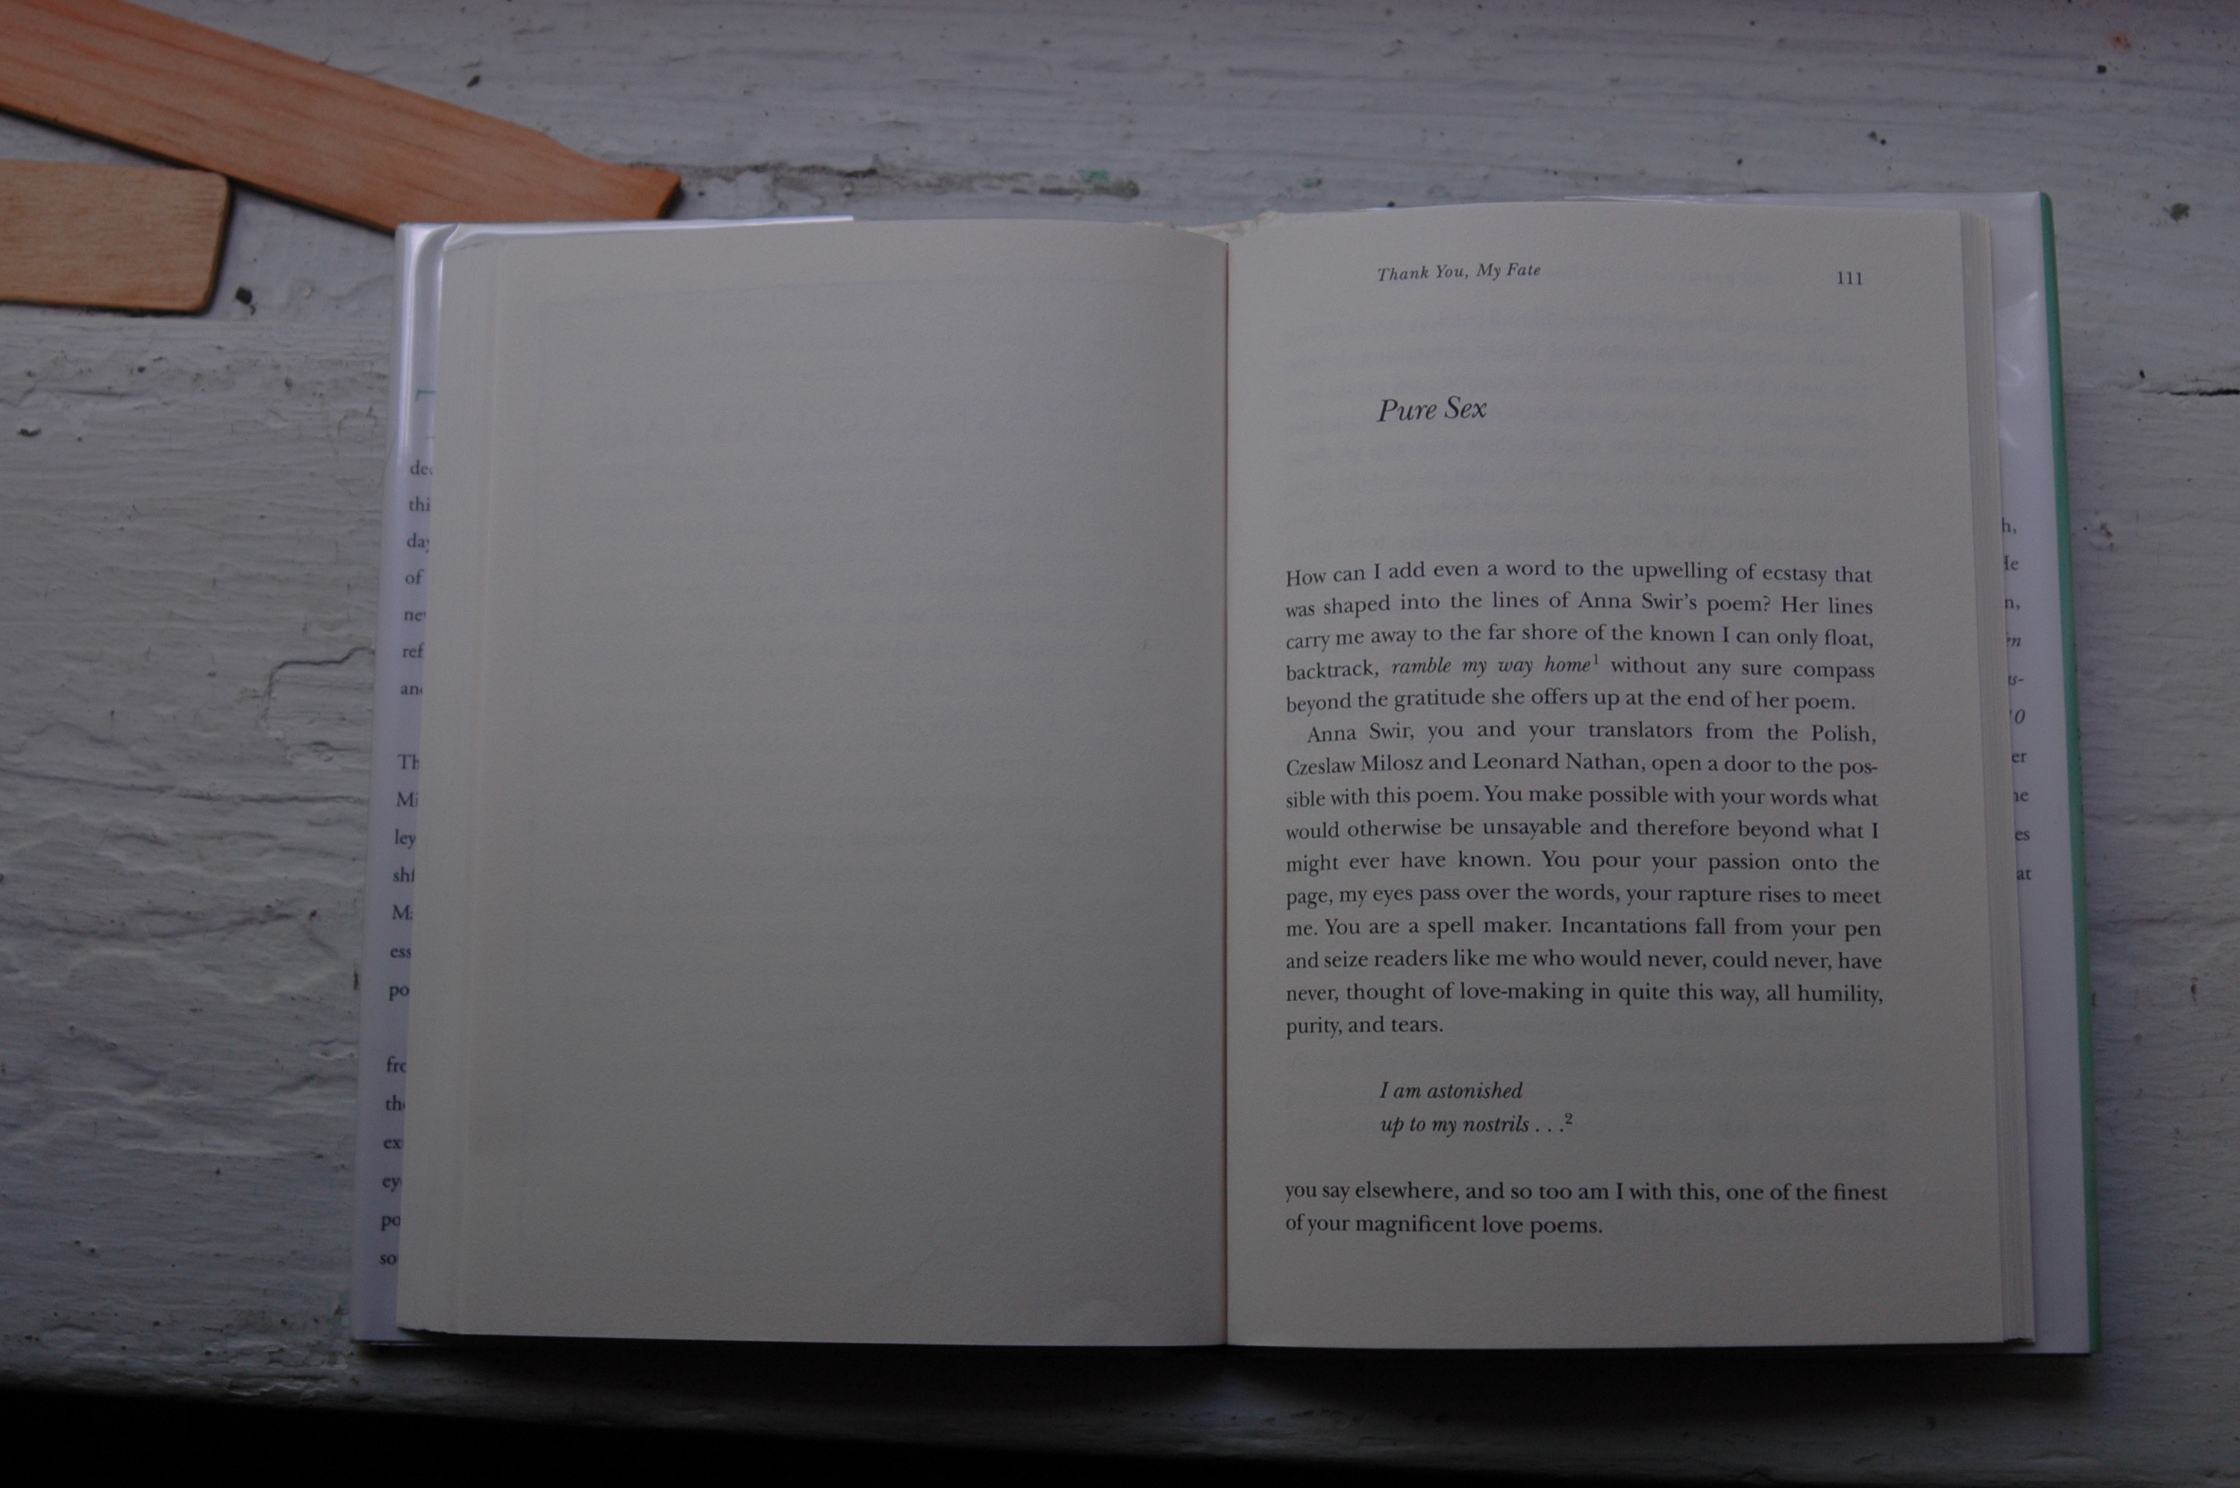 Thank You, My Fate 111
Pure Sex
How can I add even a word to the upwelling of ecstasy that
was shaped into the lines of Anna Swir's poem? Her lines
carry me away to the far shore of the known I can only float,
backtrack, ramble my way home¹ without any sure compass
beyond the gratitude she offers up at the end of her poem.
Anna Swir, you and your translators from the Polish,
Czeslaw Milosz and Leonard Nathan, open a door to the pos-
sible with this poem. You make possible with your words what
would otherwise be unsayable and therefore beyond what I
might ever have known. You pour your passion onto the
page, my eyes pass over the words, your rapture rises to meet
me. You are a spell maker. Incantations fall from your pen
and seize readers like me who would never, could never, have
never, thought of love-making in quite this way, all humility,
purity, and tears.
I am astonished
up to my nostrils . . .²
you say elsewhere, and so too am I with this, one of the finest
of your magnificent love poems.